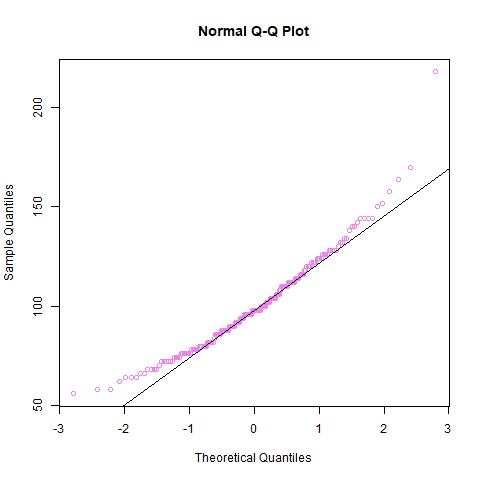 Normal Q-Q Plot
Sample Quantiles
200
150
100
50
-3 -2 -1 0 1 2 3
Theoretical Quantiles